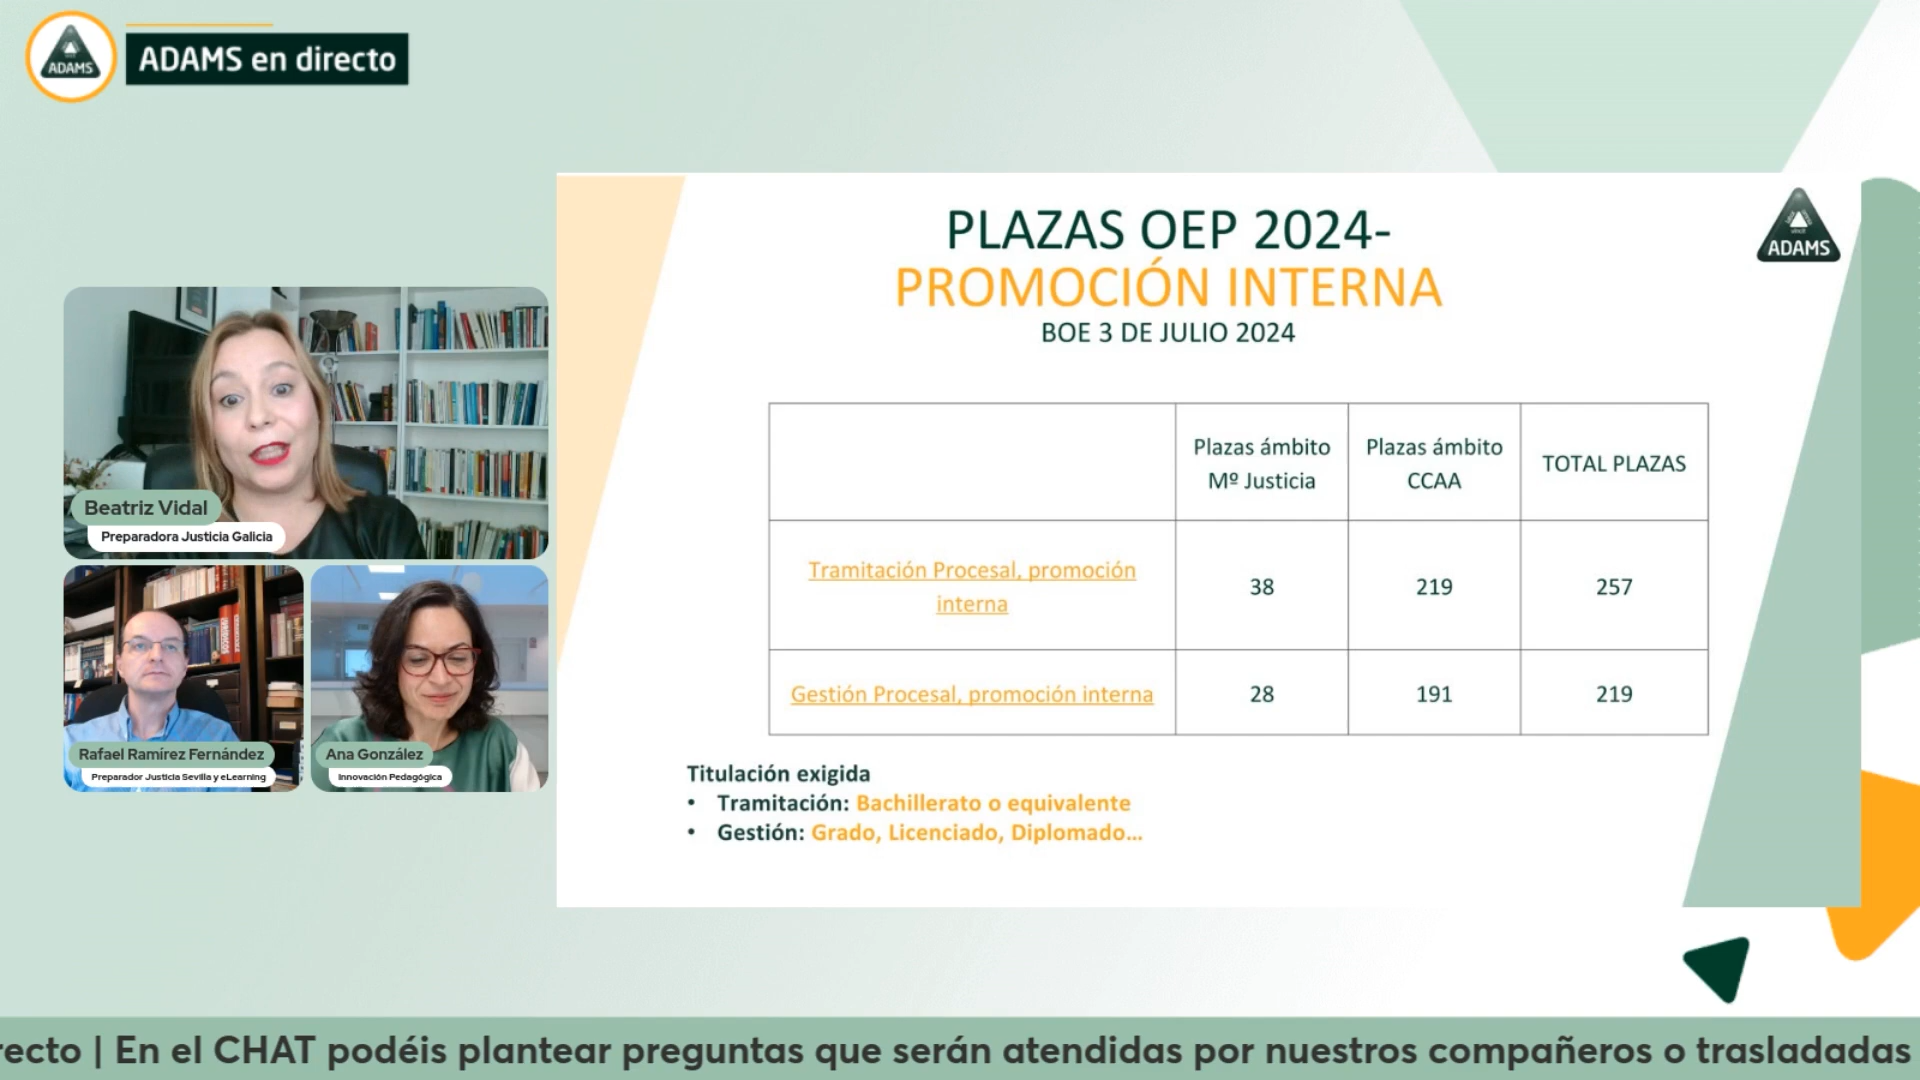 ADAMS
ADAMS en directo
PLAZAS OEP 2024-
PROMOCIÓN INTERNA
BOE 3 DE JULIO 2024
ADAMS
Plazas ámbito
Mº Justicia
Plazas ámbito
CCAA
TOTAL PLAZAS
Tramitación Procesal, promoción
interna
38
219
257
Gestión Procesal, promoción interna
28
191
219
Titulación exigida
• Tramitación: Bachillerato o equivalente
• Gestión: Grado, Licenciado, Diplomado...
Beatriz Vidal
Preparadora Justicia Galicia
Rafael Ramírez Fernández
Preparador Justicia Sevilla y eLearning
Ana González
Innovación Pedagógica
recto | En el CHAT podéis plantear preguntas que serán atendidas por nuestros compañeros o trasladadas